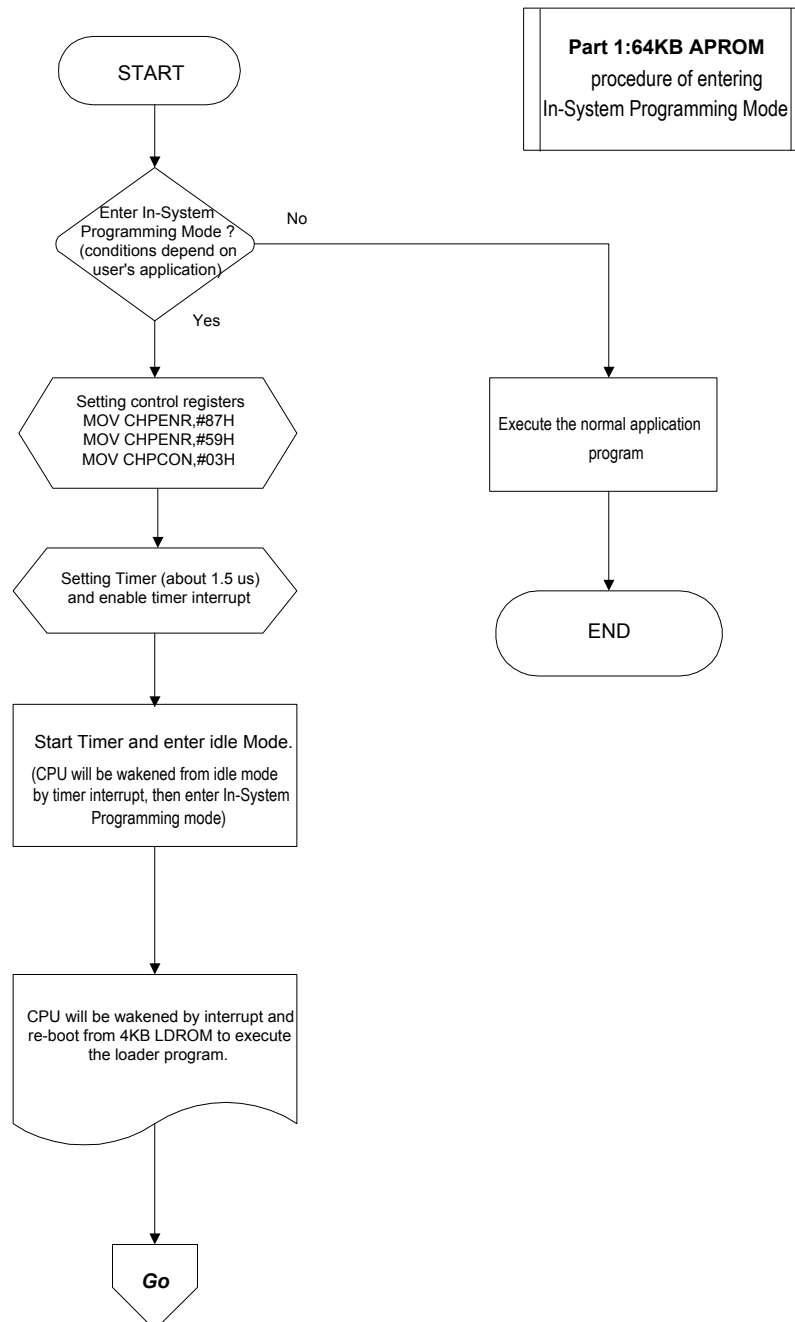 START
Part 1:64KB APROM
procedure of entering
In-System Programming Mode
Enter In-System
Programming Mode ?
(conditions depend on
user's application)
No
Yes
Setting control registers
MOV CHPENR,#87H
MOV CHPENR,#59H
MOV CHPCON,#03H
Execute the normal application
program
Setting Timer (about 1.5 us)
and enable timer interrupt
END
Start Timer and enter idle Mode.
(CPU will be wakened from idle mode
by timer interrupt, then enter In-System
Programming mode)
CPU will be wakened by interrupt and
re-boot from 4KB LDROM to execute
the loader program.
Go